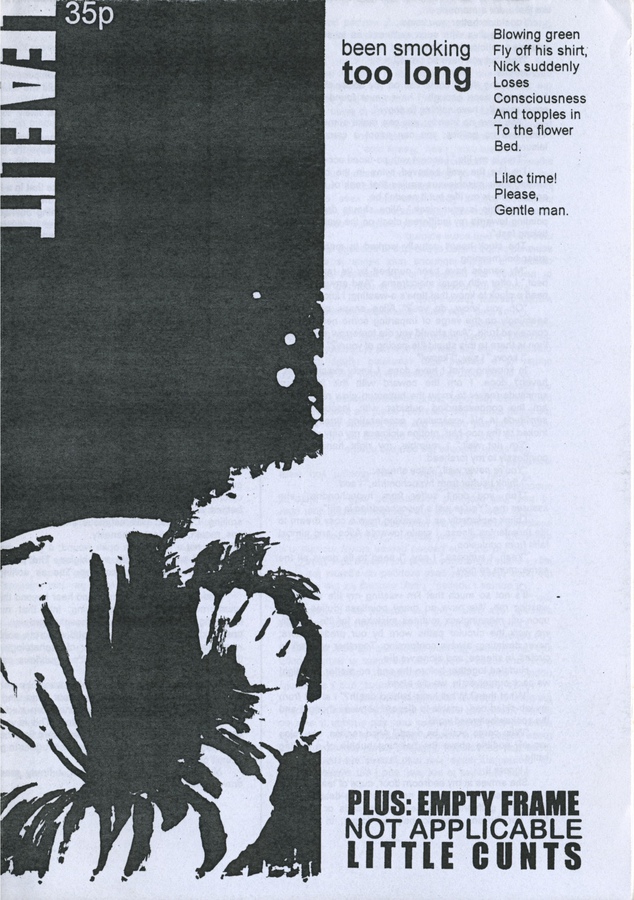 35p
been smoking
too long
Blowing green
Fly off his shirt,
Nick suddenly
Loses
Consciousness
And topples in
To the flower
Bed.
Lilac time!
Please,
Gentle man.
PLUS: EMPTY FRAME
NOT APPLICABLE
LITTLE CUNTS